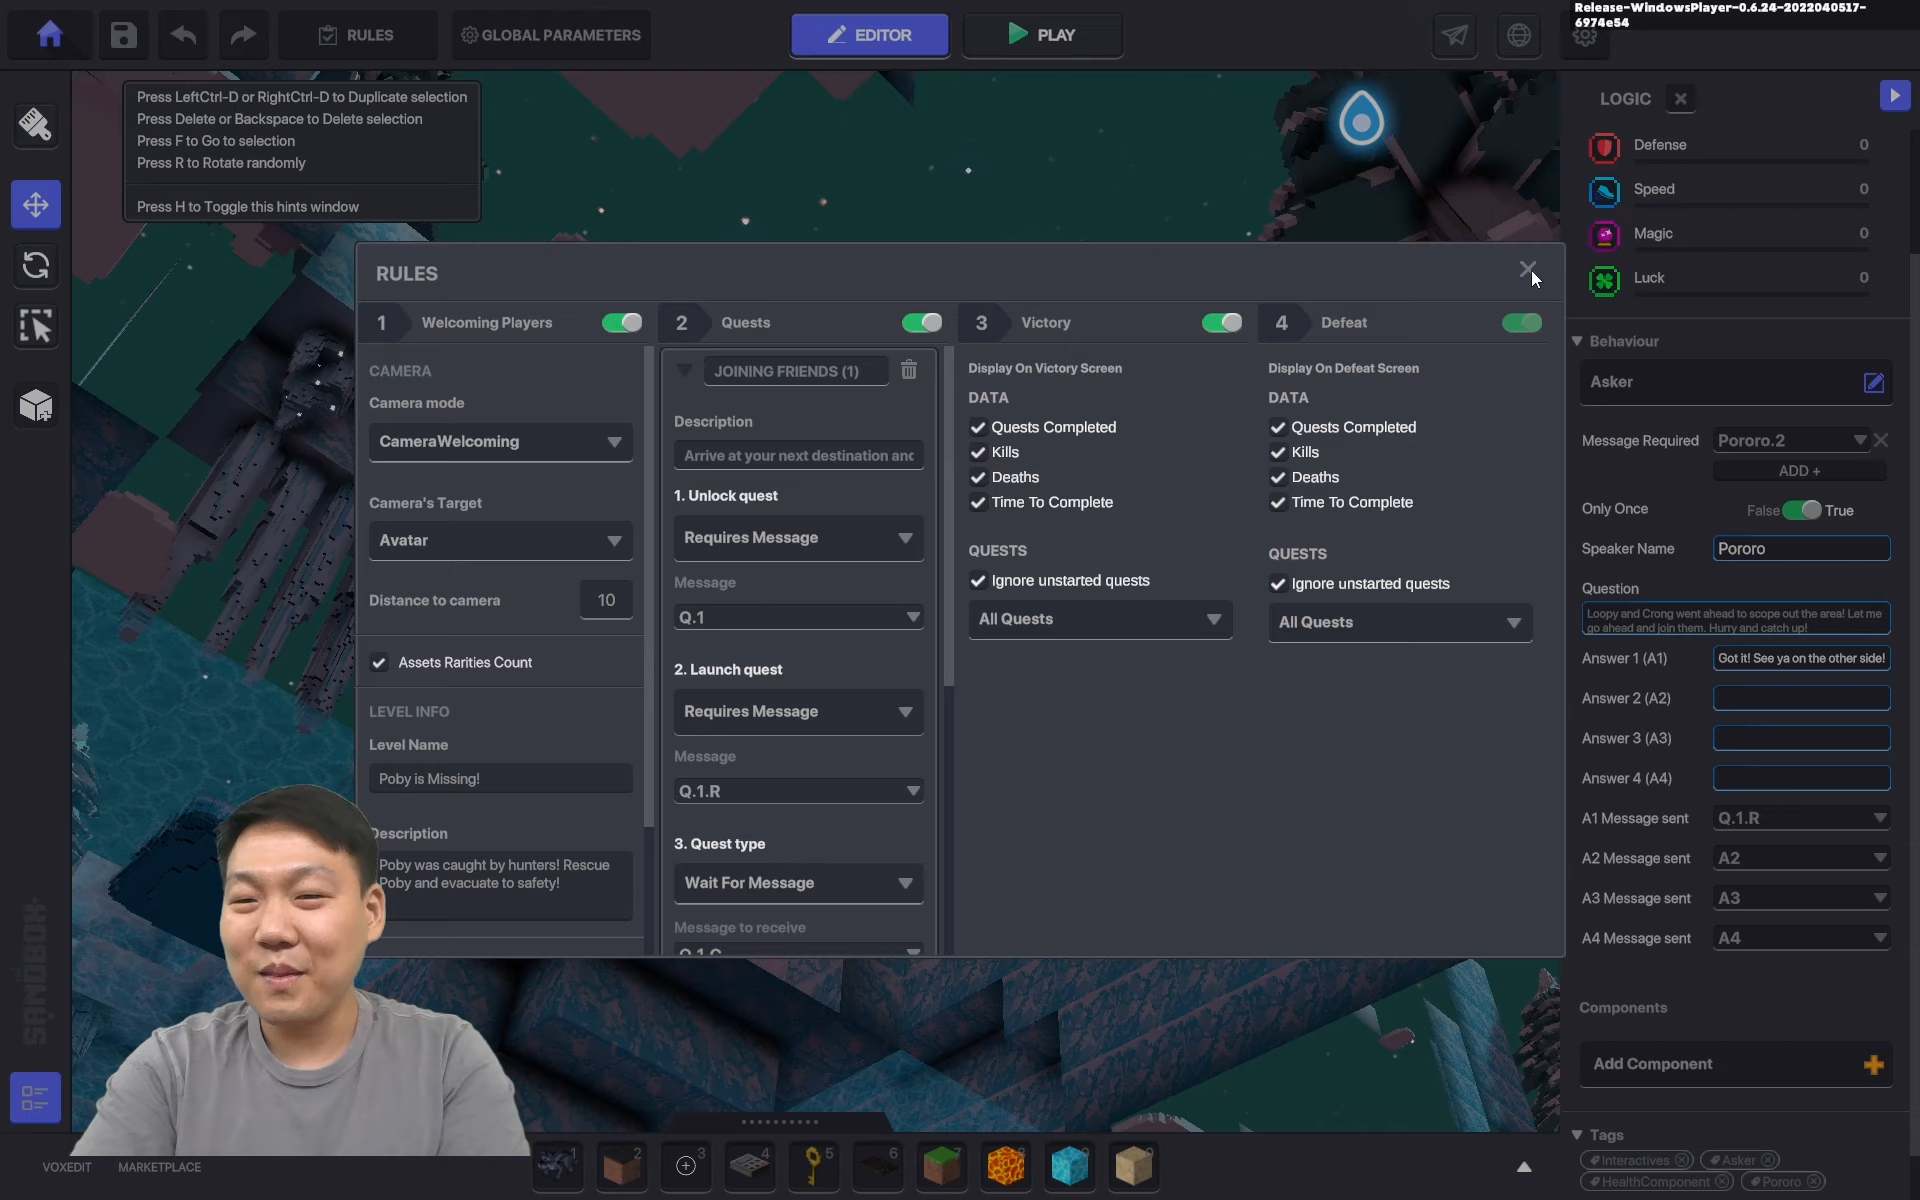 Release-WindowsPlayer-0.6.24-2022040517-
6974e54
RULES
GLOBAL PARAMETERS
EDITOR
PLAY
Press LeftCtrl-D or RightCtrl-D to Duplicate selection
Press Delete or Backspace to Delete selection
Press F to Go to selection
Press R to Rotate randomly
Press H to Toggle this hints window
RULES
1 Welcoming Players
2 Quests
3 Victory
4 Defeat
CAMERA
Camera mode
CameraWelcoming
Camera's Target
Avatar
Distance to camera 10
Assets Rarities Count
LEVEL INFO
Level Name
Poby is Missing!
Description
Poby was caught by hunters! Rescue
Poby and evacuate to safety!
JOINING FRIENDS (1)
Description
Arrive at your next destination and
1. Unlock quest
Requires Message
Message
Q.1
2. Launch quest
Requires Message
Message
Q.1.R
3. Quest type
Wait For Message
Message to receive
Display On Victory Screen
DATA
Quests Completed
Kills
Deaths
Time To Complete
QUESTS
Ignore unstarted quests
All Quests
Display On Defeat Screen
DATA
Quests Completed
Kills
Deaths
Time To Complete
QUESTS
Ignore unstarted quests
All Quests
LOGIC
Defense 0
Speed 0
Magic 0
Luck 0
Behaviour
Asker
Message Required Pororo.2
ADD +
Only Once False True
Speaker Name Pororo
Question
Loopy and Crong went ahead to scope out the area! Let me
go ahead and join them. Hurry and catch up!
Answer 1 (A1) Got it! See ya on the other side!
Answer 2 (A2)
Answer 3 (A3)
Answer 4 (A4)
A1 Message sent Q.1.R
A2 Message sent A2
A3 Message sent A3
A4 Message sent A4
Components
Add Component
Tags
Interactives Asker
HealthComponent Pororo
SANDBOX
VOXEDIT MARKETPLACE
1 2 3 4 5 6 7